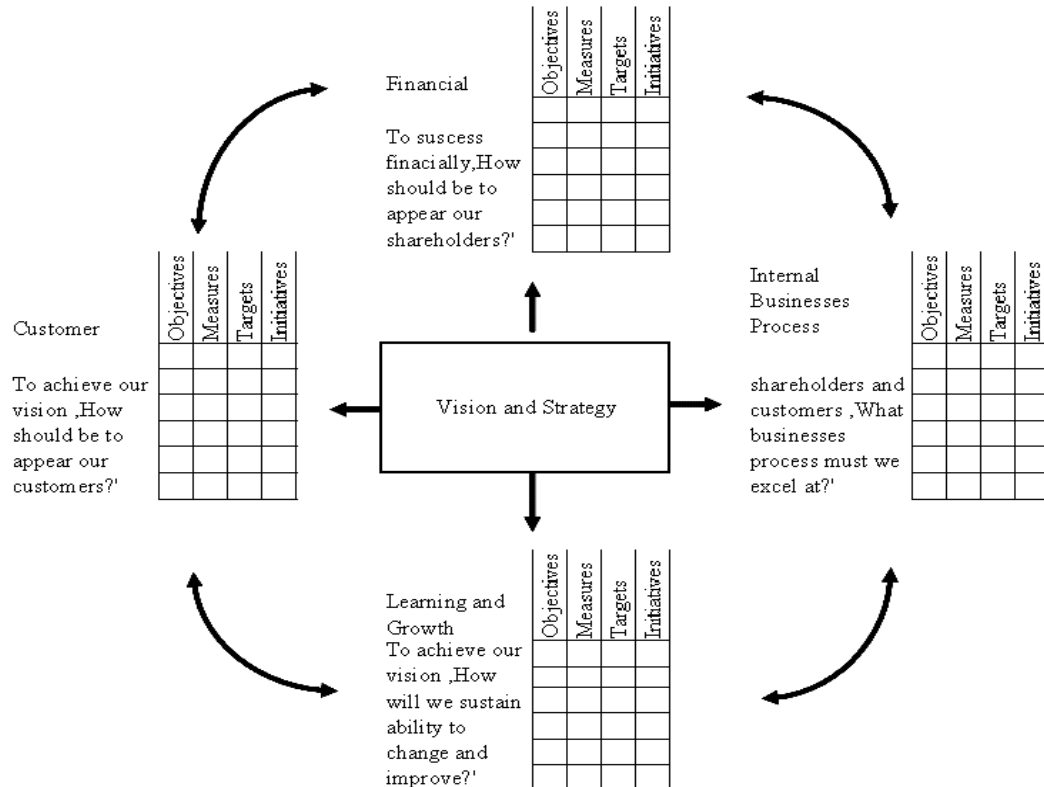 Financial
To suscess
finacially,How
should be to
appear our
shareholders?'
Objectives
Measures
Targets
Initiatives
Customer
To achieve our
vision ,How
should be to
appear our
customers?'
Objectives
Measures
Targets
Initiatives
Vision and Strategy
Internal
Businesses
Process
shareholders and
customers ,What
businesses
process must we
excel at?'
Objectives
Measures
Targets
Initiatives
Learning and
Growth
To achieve our
vision ,How
will we sustain
ability to
change and
improve?'
Objectives
Measures
Targets
Initiatives